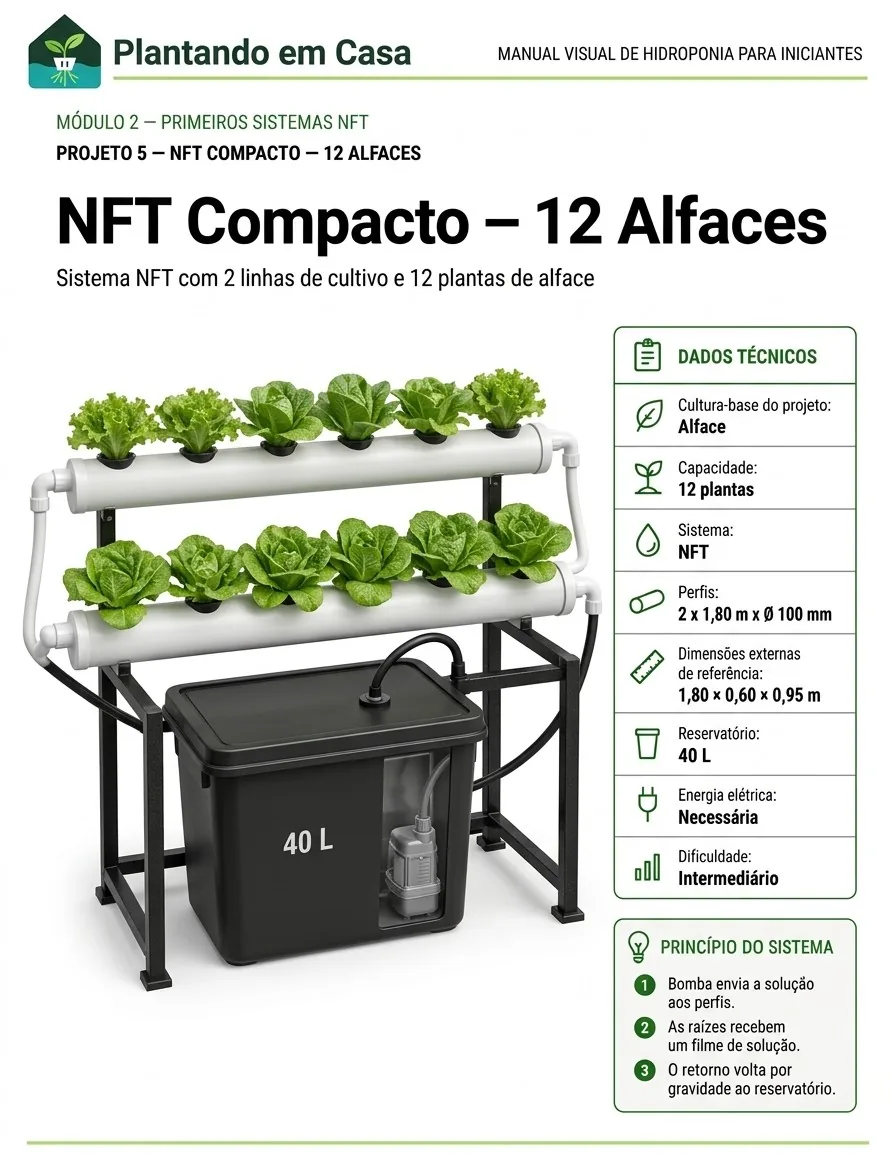 Plantando em Casa
MANUAL VISUAL DE HIDROPONIA PARA INICIANTES
MÓDULO 2 — PRIMEIROS SISTEMAS NFT
PROJETO 5 — NFT COMPACTO — 12 ALFACES
NFT Compacto – 12 Alfaces
Sistema NFT com 2 linhas de cultivo e 12 plantas de alface
40 L
DADOS TÉCNICOS
Cultura-base do projeto:
Alface
Capacidade:
12 plantas
Sistema:
NFT
Perfis:
2 x 1,80 m x Ø 100 mm
Dimensões externas
de referência:
1,80 × 0,60 × 0,95 m
Reservatório:
40 L
Energia elétrica:
Necessária
Dificuldade:
Intermediário
PRINCÍPIO DO SISTEMA
1 Bomba envia a solução
aos perfis.
2 As raízes recebem
um filme de solução.
3 O retorno volta por
gravidade ao reservatório.